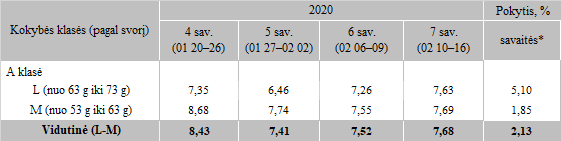 Kokybės klasės (pagal svorį) 2020 Pokytis, %
4 sav. (01 20–26) 5 sav. (01 27–02 02) 6 sav. (02 06–09) 7 sav. (02 10–16) savaitės*
A klasė
L (nuo 63 g iki 73 g) 7,35 6,46 7,26 7,63 5,10
M (nuo 53 g iki 63 g) 8,68 7,74 7,55 7,69 1,85
Vidutinė (L-M) 8,43 7,41 7,52 7,68 2,13